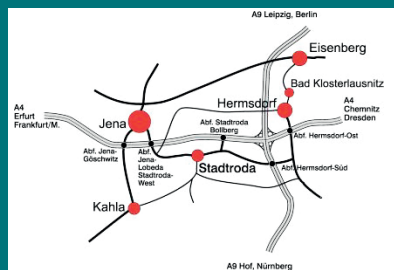 A9 Leipzig, Berlin
Eisenberg
Bad Klosterlausnitz
Hermsdorf
A4
Erfurt
Frankfurt/M.
A4
Chemnitz
Dresden
Jena
Abf. Stadtroda
Bollberg
Abf. Hermsdorf-Ost
Abf. Jena-
Göschwitz
Abf.
Jena-
Lobeda
Stadtroda-
West
Stadtroda
Abf. Hermsdorf-Süd
Kahla
A9 Hof, Nürnberg